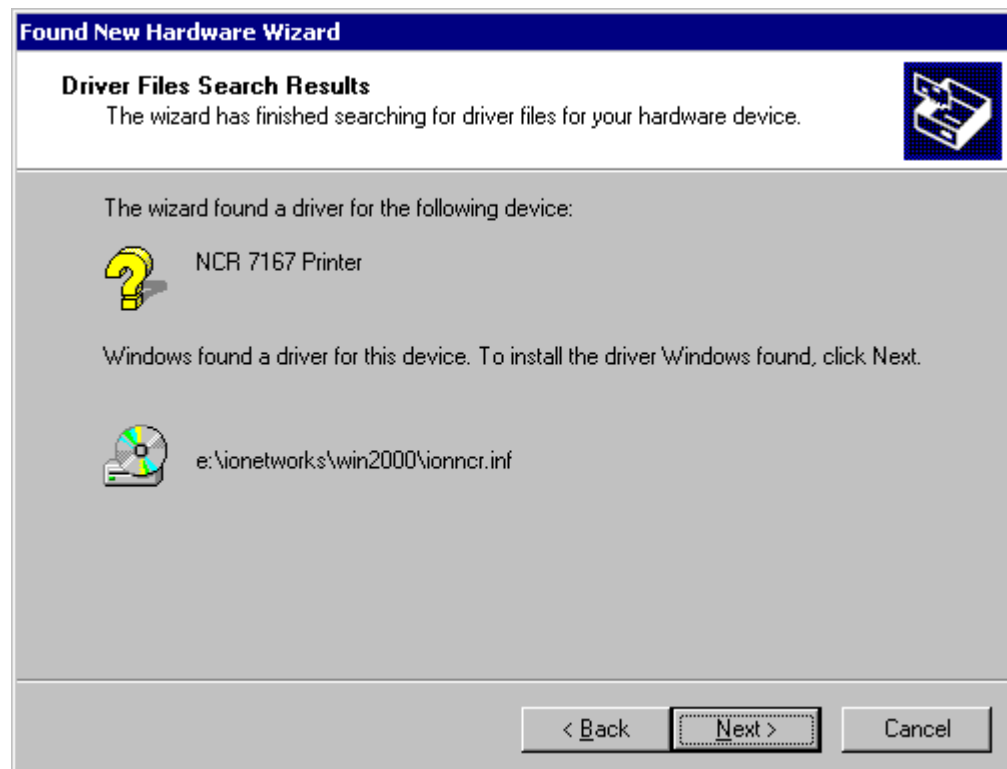 Found New Hardware Wizard
Driver Files Search Results
The wizard has finished searching for driver files for your hardware device.
The wizard found a driver for the following device:
NCR 7167 Printer
Windows found a driver for this device. To install the driver Windows found, click Next.
e:\ionetworks\win2000\ionncr.inf
< Back Next > Cancel